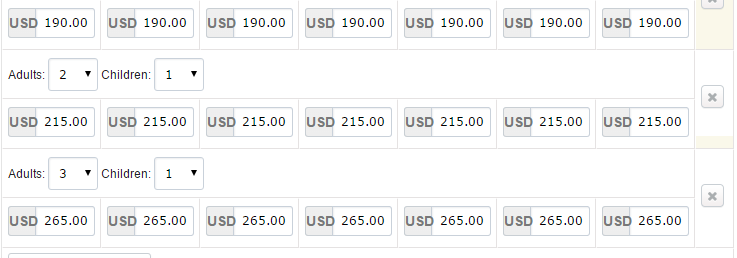 USD 190.00 USD 190.00 USD 190.00 USD 190.00 USD 190.00 USD 190.00 USD 190.00
Adults: 2 Children: 1
USD 215.00 USD 215.00 USD 215.00 USD 215.00 USD 215.00 USD 215.00 USD 215.00
Adults: 3 Children: 1
USD 265.00 USD 265.00 USD 265.00 USD 265.00 USD 265.00 USD 265.00 USD 265.00